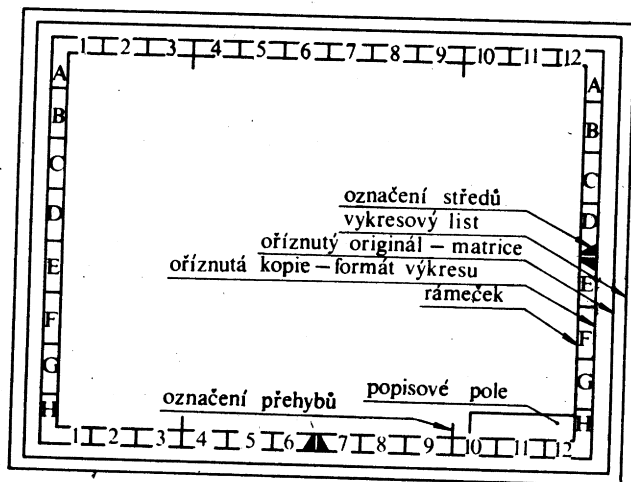 1 2 3 4 5 6 7 8 9 10 11 12
A A
B B
C C
D D
označení středů
vykresový list
oříznutý original – matrice
oříznutá kopie – formát výkresu
E E
rámeček
F F
G G
označení přehybů popisové pole
H H
1 2 3 4 5 6 7 8 9 10 11 12